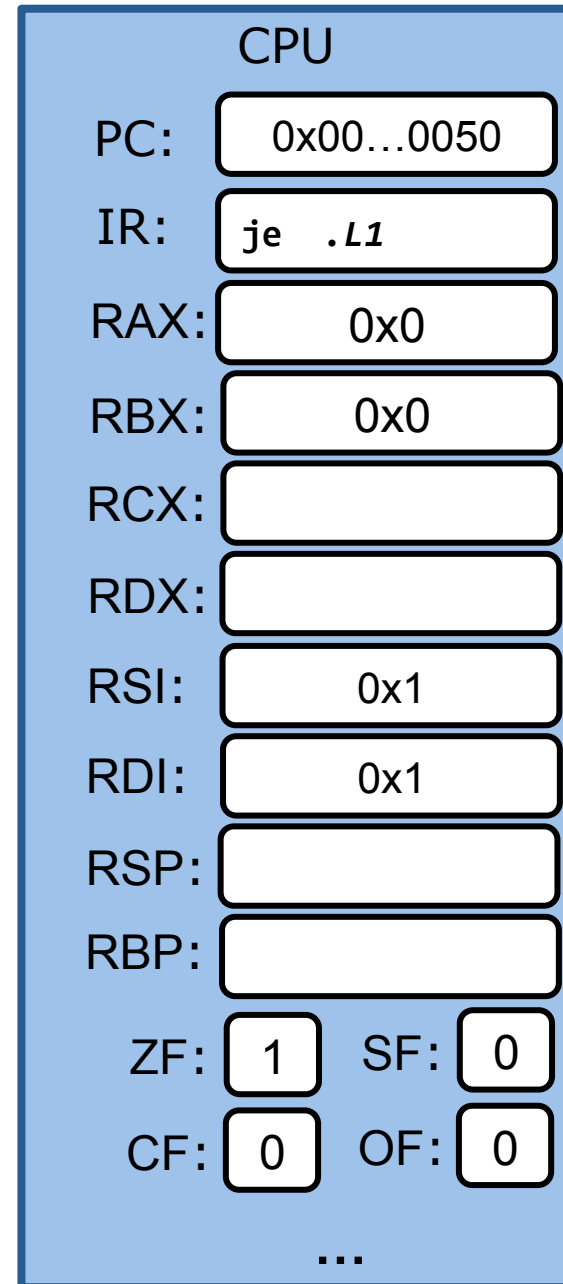 CPU
PC: 0x00…0050
IR: je .L1
RAX: 0x0
RBX: 0x0
RCX:
RDX:
RSI: 0x1
RDI: 0x1
RSP:
RBP:
ZF: 1 SF: 0
CF: 0 OF: 0
…